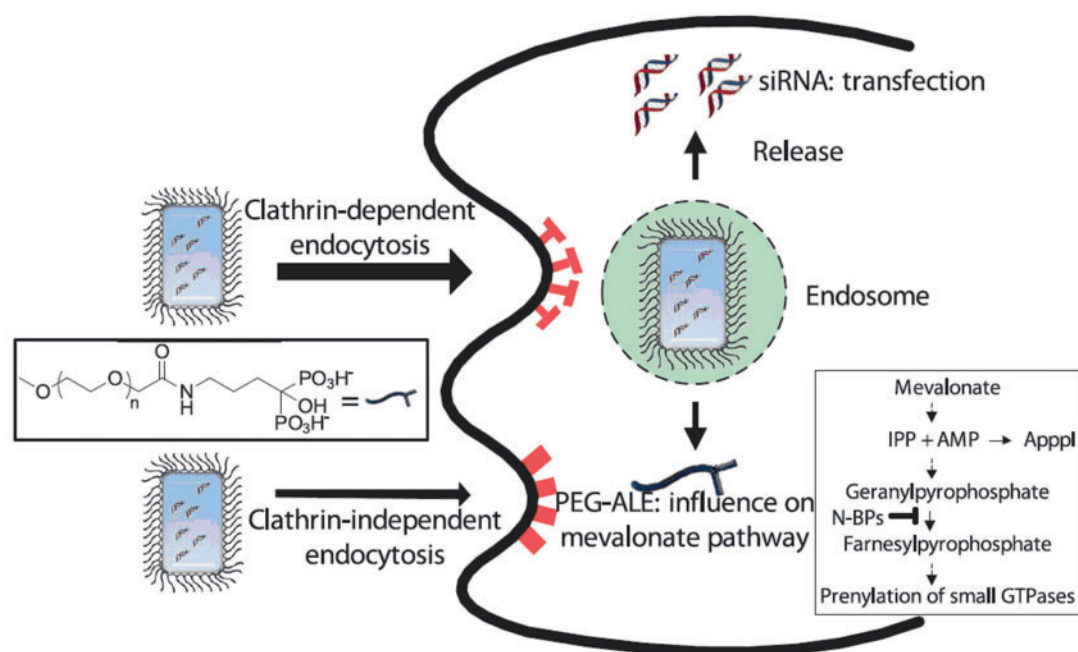 siRNA: transfection
Release
Clathrin-dependent
endocytosis
Endosome
O
O
O
n
N
H
PO₃H⁻
OH
PO₃H⁻
=
Clathrin-independent
endocytosis
PEG-ALE: influence on
mevalonate pathway
Mevalonate
IPP + AMP → ApppI
Geranylpyrophosphate
N-BPs
Farnesylpyrophosphate
Prenylation of small GTPases